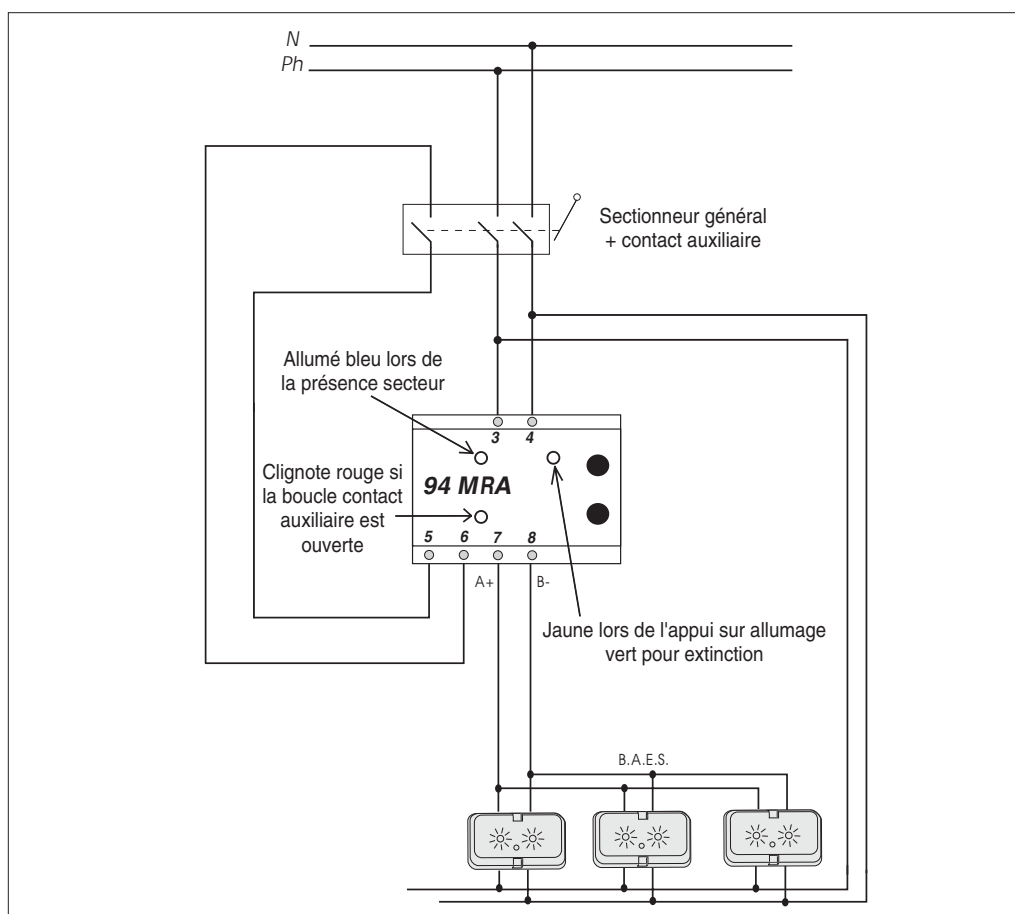 N
Ph
Sectionneur général
+ contact auxiliaire
Allumé bleu lors de
la présence secteur
3 4
94 MRA
Clignote rouge si
la boucle contact
auxiliaire est
ouverte
5 6 7 8
A+ B-
Jaune lors de l'appui sur allumage
vert pour extinction
B.A.E.S.